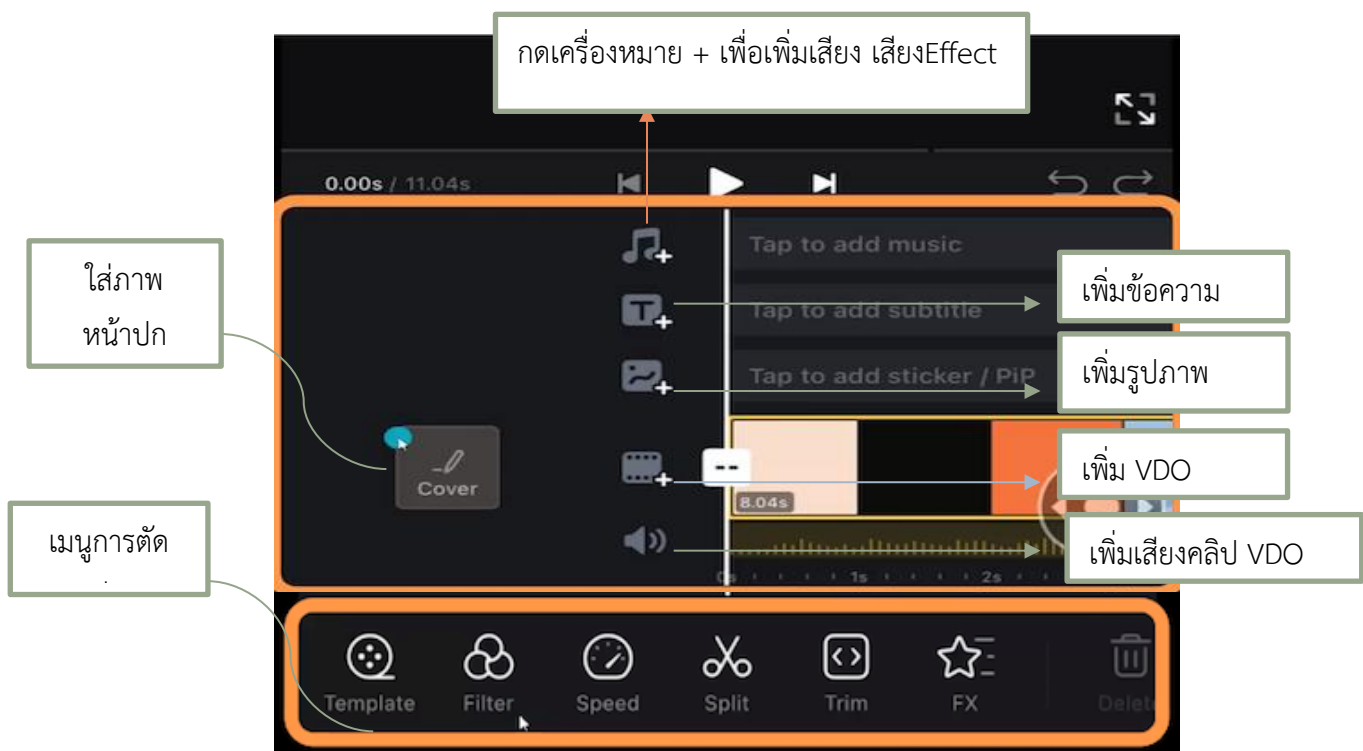 กดเครื่องหมาย + เพื่อเพิ่มเสียง เสียงEffect
0.00s / 11.04s
Tap to add music
ใส่ภาพ
หน้าปก
Tap to add subtitle
เพิ่มข้อความ
Tap to add sticker / PiP
เพิ่มรูปภาพ
Cover
8.04s
เพิ่ม VDO
เมนูการตัด
เพิ่มเสียงคลิป VDO
0s 1s 2s
Template Filter Speed Split Trim FX Delete